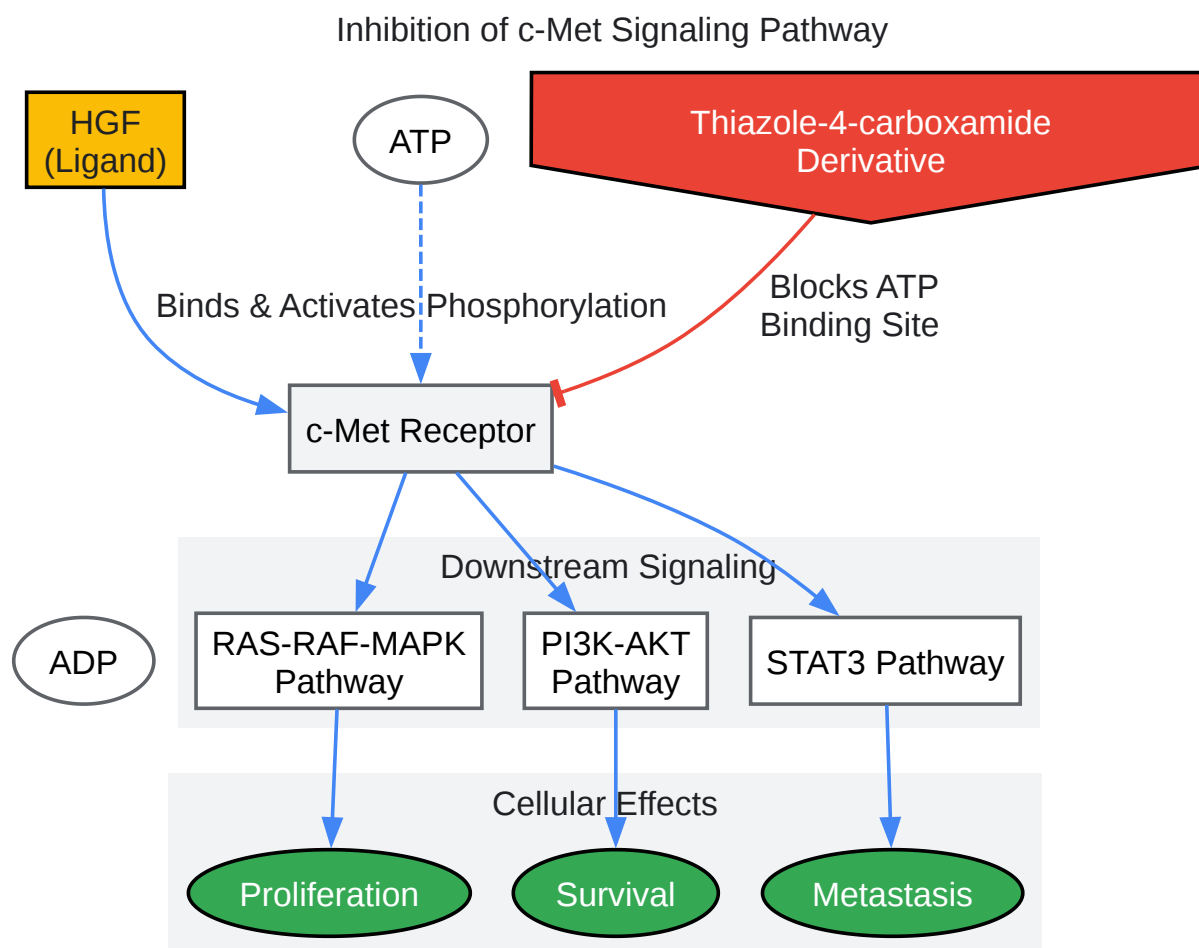 Inhibition of c-Met Signaling Pathway
HGF
(Ligand)
ATP
Thiazole-4-carboxamide
Derivative
Binds & Activates
Phosphorylation
Blocks ATP
Binding Site
c-Met Receptor
Downstream Signaling
ADP
RAS-RAF-MAPK
Pathway
PI3K-AKT
Pathway
STAT3 Pathway
Cellular Effects
Proliferation
Survival
Metastasis